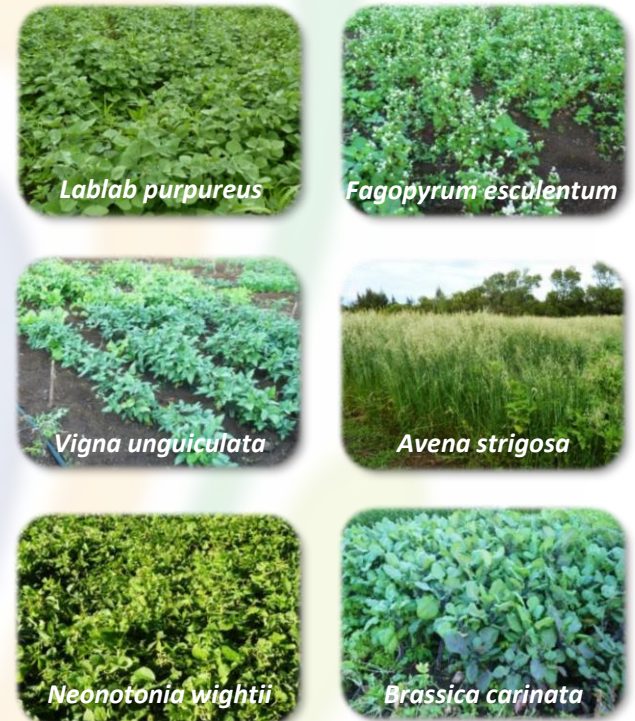 Lablab purpureus
Fagopyrum esculentum
Vigna unguiculata
Avena strigosa
Neonotonia wightii
Brassica carinata